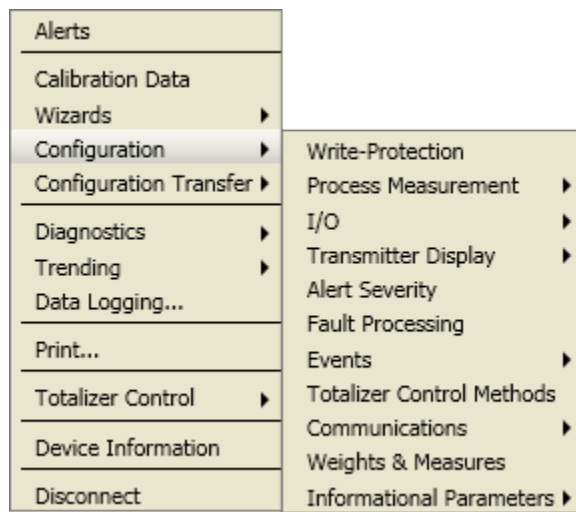 Alerts
Calibration Data
Wizards
Configuration
Configuration Transfer
Diagnostics
Trending
Data Logging...
Print...
Totalizer Control
Device Information
Disconnect
Write-Protection
Process Measurement
I/O
Transmitter Display
Alert Severity
Fault Processing
Events
Totalizer Control Methods
Communications
Weights & Measures
Informational Parameters